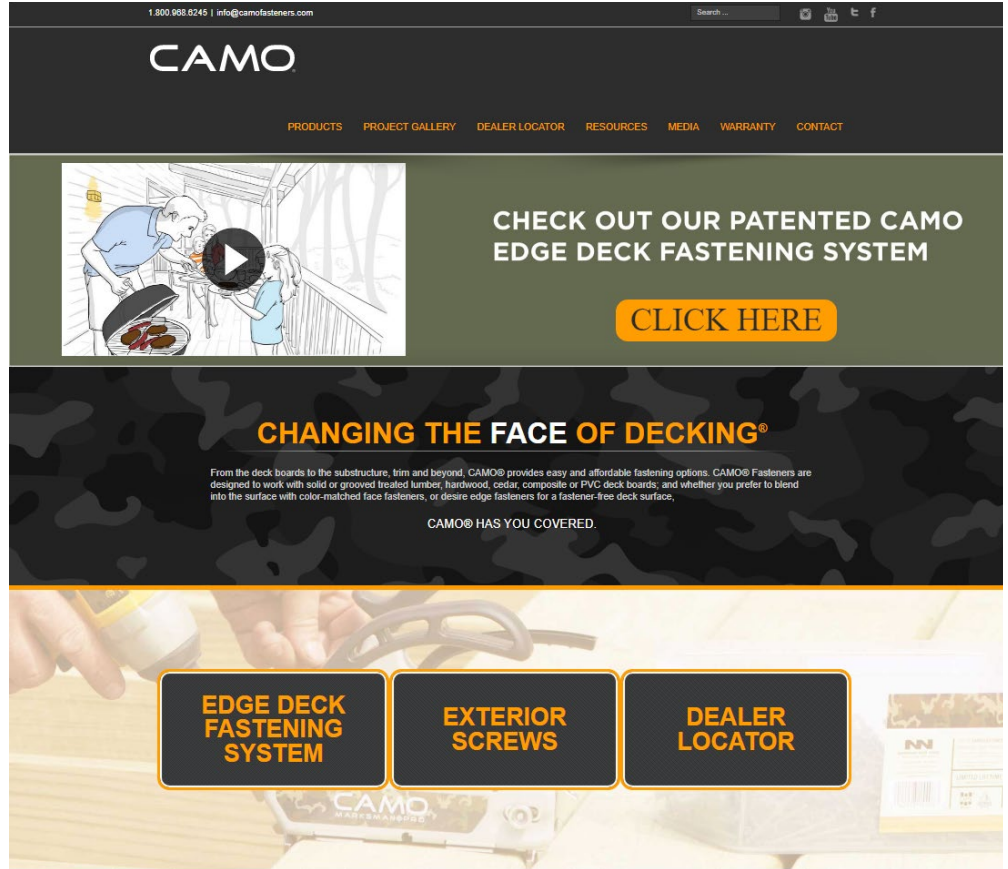 1.800.968.6245 | info@camofasteners.com
Search ...
CAMO
PRODUCTS PROJECT GALLERY DEALER LOCATOR RESOURCES MEDIA WARRANTY CONTACT
CHECK OUT OUR PATENTED CAMO
EDGE DECK FASTENING SYSTEM
CLICK HERE
CHANGING THE FACE OF DECKING®
From the deck boards to the substructure, trim and beyond, CAMO® provides easy and affordable fastening options. CAMO® Fasteners are
designed to work with solid or grooved treated lumber, hardwood, cedar, composite or PVC deck boards; and whether you prefer to blend
into the surface with color-matched face fasteners, or desire edge fasteners for a fastener-free deck surface,
CAMO® HAS YOU COVERED.
EDGE DECK
FASTENING
SYSTEM
EXTERIOR
SCREWS
DEALER
LOCATOR
CAMO
MARKSMAN PRO